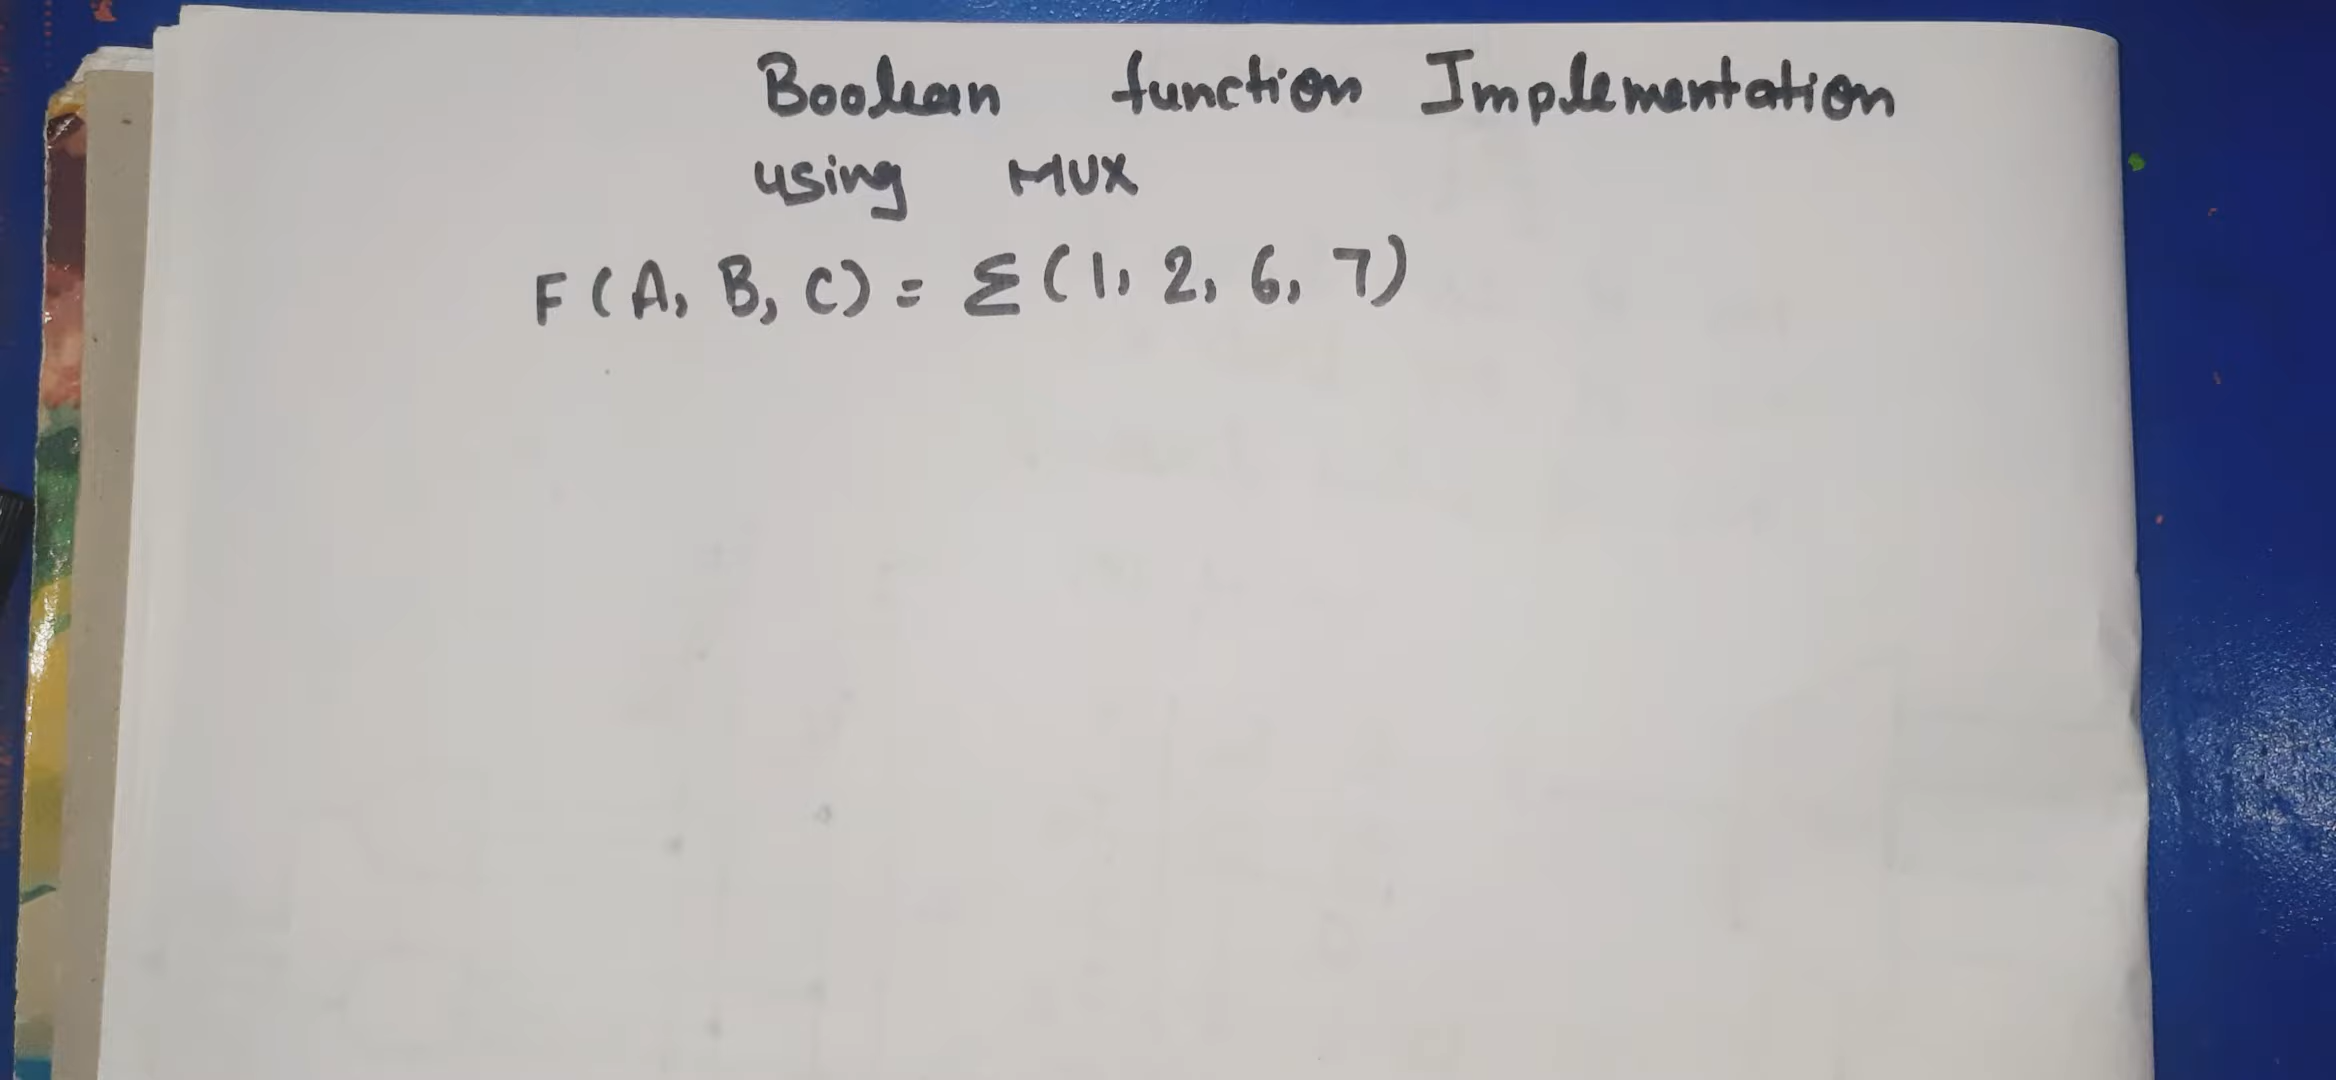 Boolean function Implementation
using MUX
F(A, B, C) = Σ(1, 2, 6, 7)